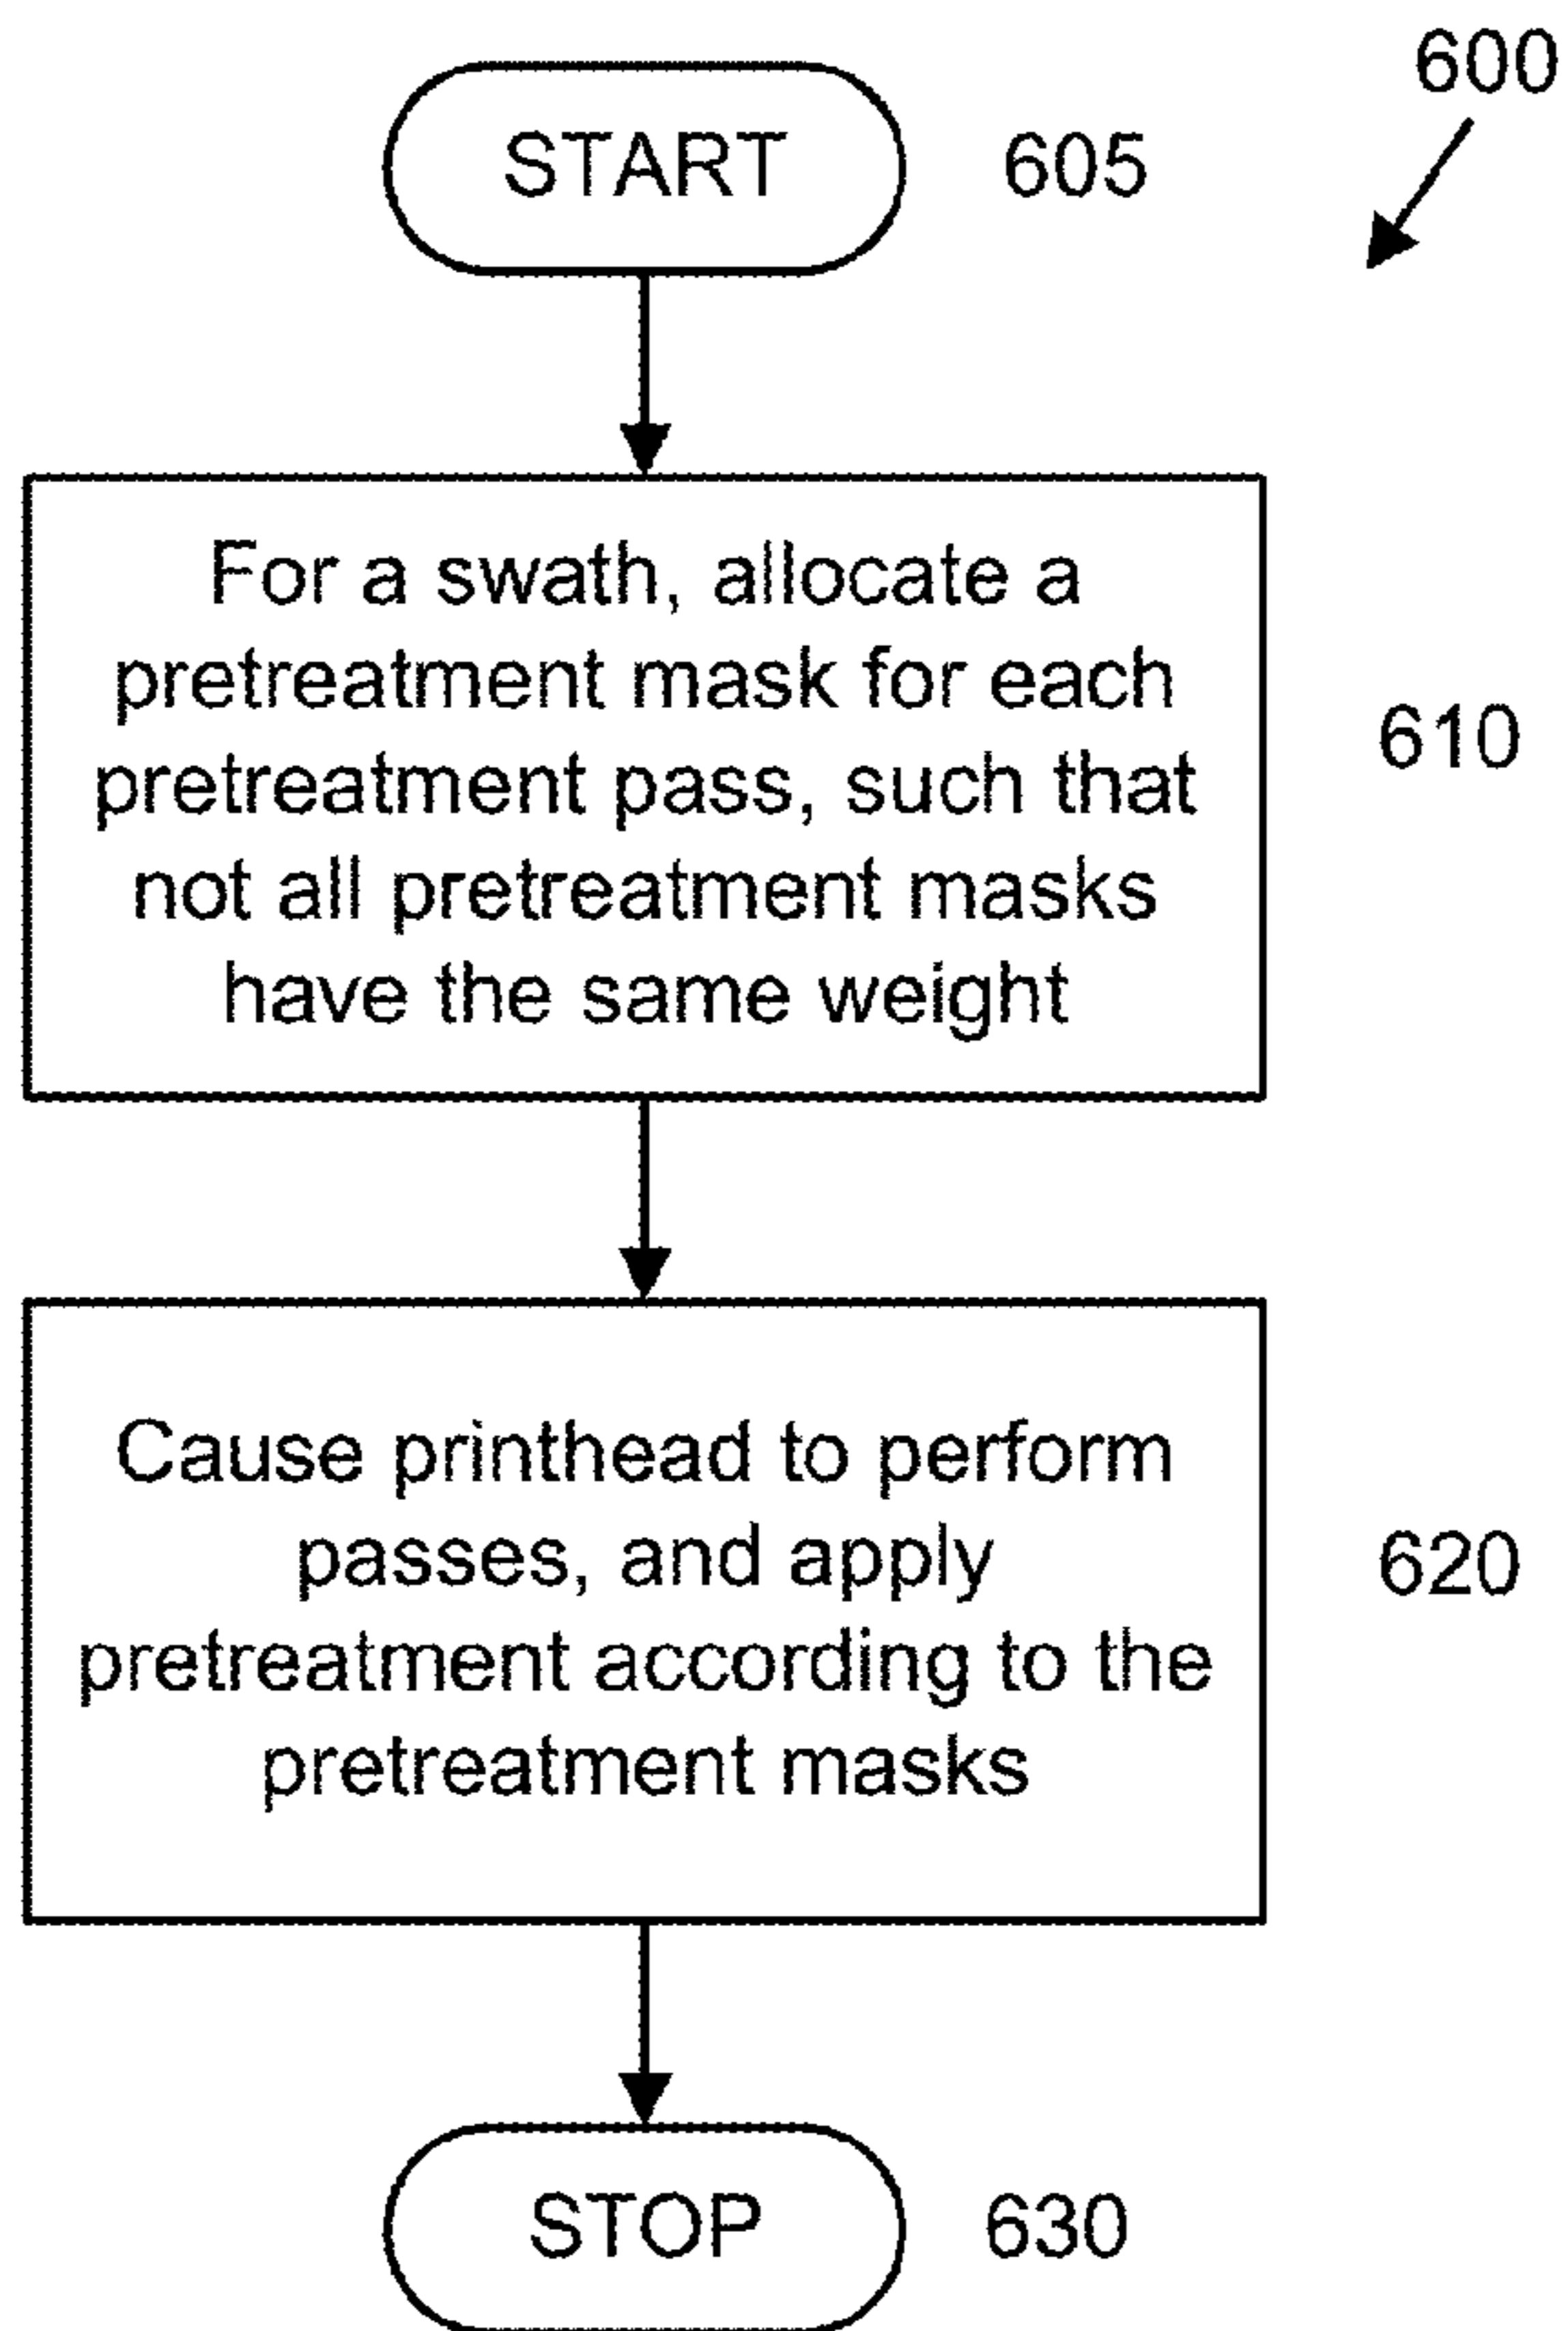 600
START
605
For a swath, allocate a
pretreatment mask for each
pretreatment pass, such that
not all pretreatment masks
have the same weight
610
Cause printhead to perform
passes, and apply
pretreatment according to the
pretreatment masks
620
STOP
630